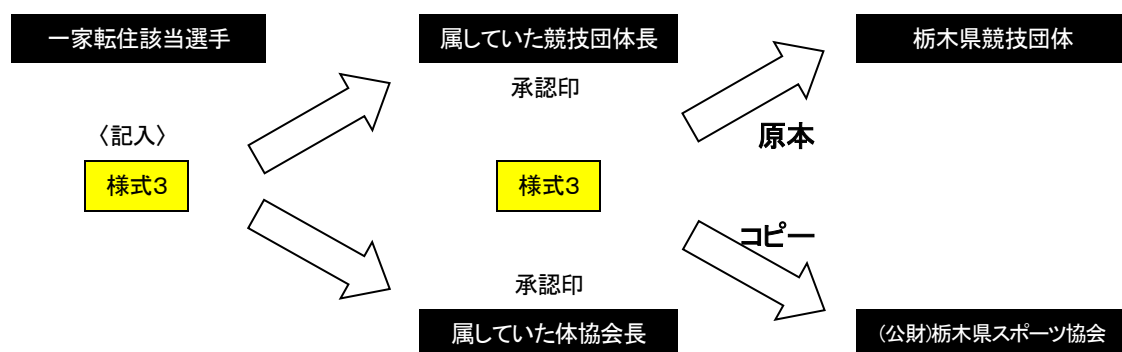 一家転住該当選手
属していた競技団体長
栃木県競技団体
承認印
〈記入〉
原本
様式３
様式３
コピー
承認印
属していた体協会長
（公財）栃木県スポーツ協会